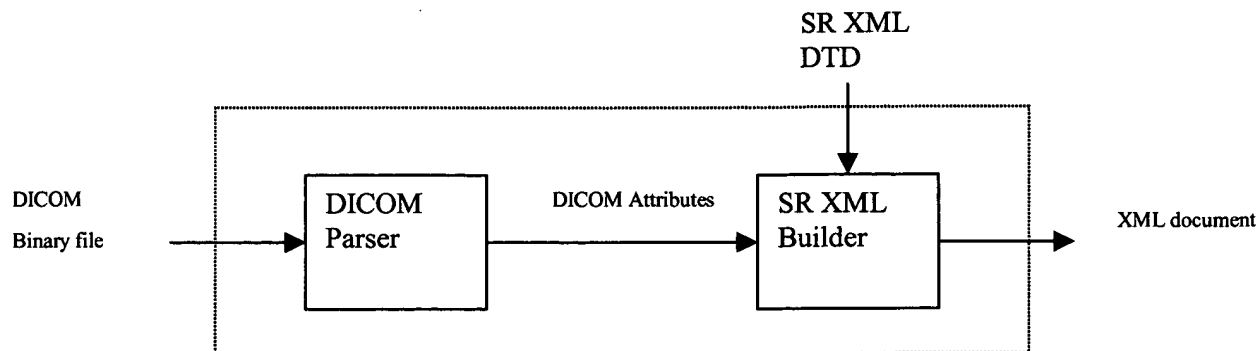 SR XML
DTD
DICOM
Binary file
DICOM
Parser
DICOM Attributes
SR XML
Builder
XML document